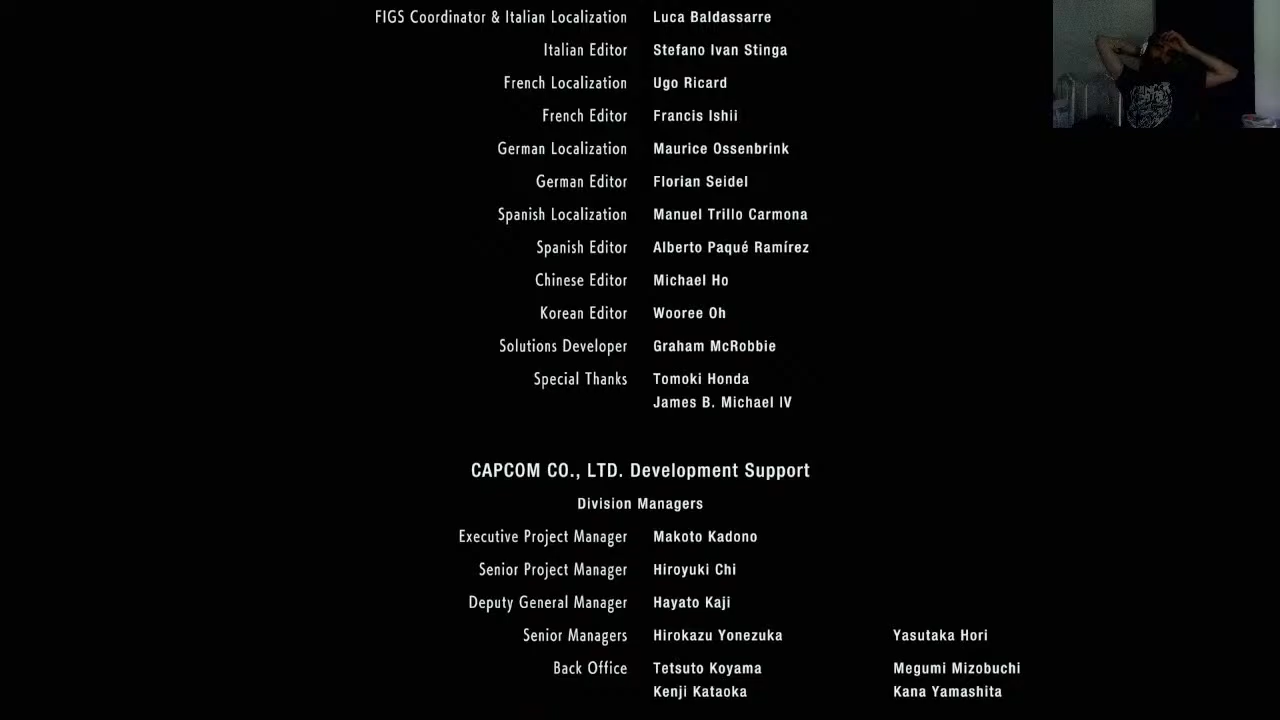 FIGS Coordinator & Italian Localization Luca Baldassarre
Italian Editor Stefano Ivan Stinga
French Localization Ugo Ricard
French Editor Francis Ishii
German Localization Maurice Ossenbrink
German Editor Florian Seidel
Spanish Localization Manuel Trillo Carmona
Spanish Editor Alberto Paqué Ramírez
Chinese Editor Michael Ho
Korean Editor Wooree Oh
Solutions Developer Graham McRobbie
Special Thanks Tomoki Honda
James B. Michael IV
CAPCOM CO., LTD. Development Support
Division Managers
Executive Project Manager Makoto Kadono
Senior Project Manager Hiroyuki Chi
Deputy General Manager Hayato Kaji
Senior Managers Hirokazu Yonezuka Yasutaka Hori
Back Office Tetsuto Koyama Megumi Mizobuchi
Kenji Kataoka Kana Yamashita